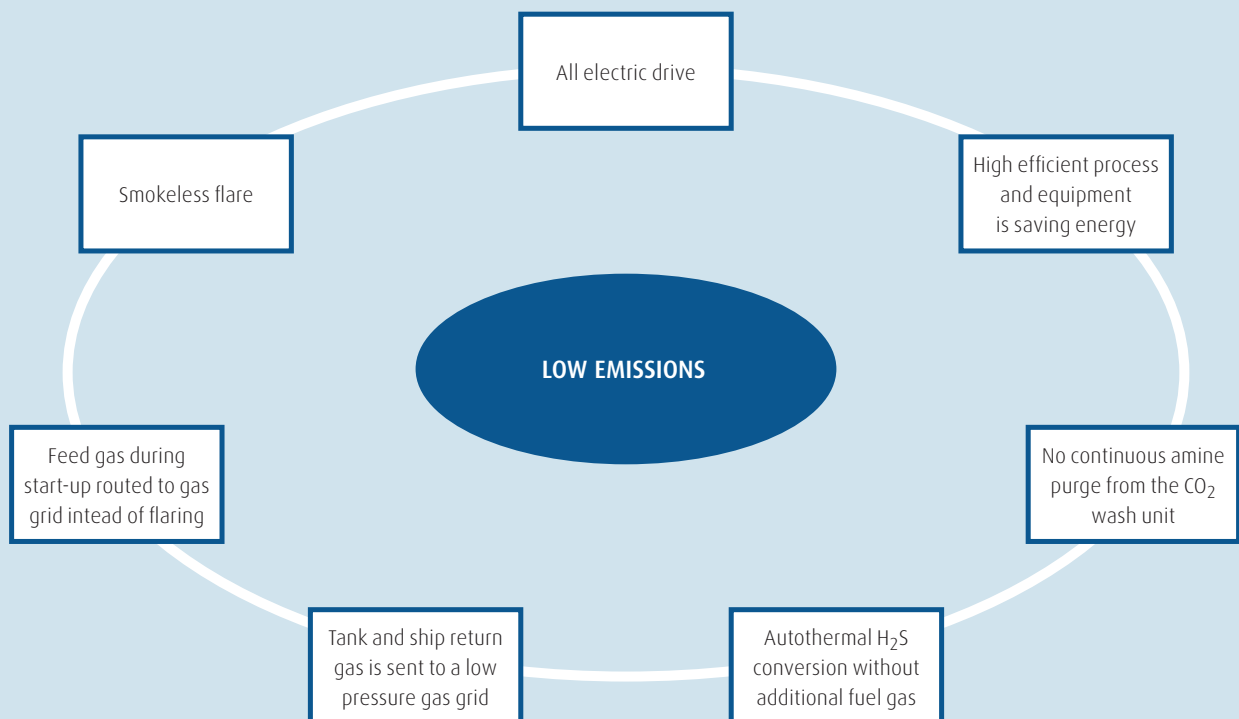 All electric drive
High efficient process
and equipment
is saving energy
Smokeless flare
LOW EMISSIONS
No continuous amine
purge from the CO₂
wash unit
Feed gas during
start-up routed to gas
grid intead of flaring
Autothermal H₂S
conversion without
additional fuel gas
Tank and ship return
gas is sent to a low
pressure gas grid